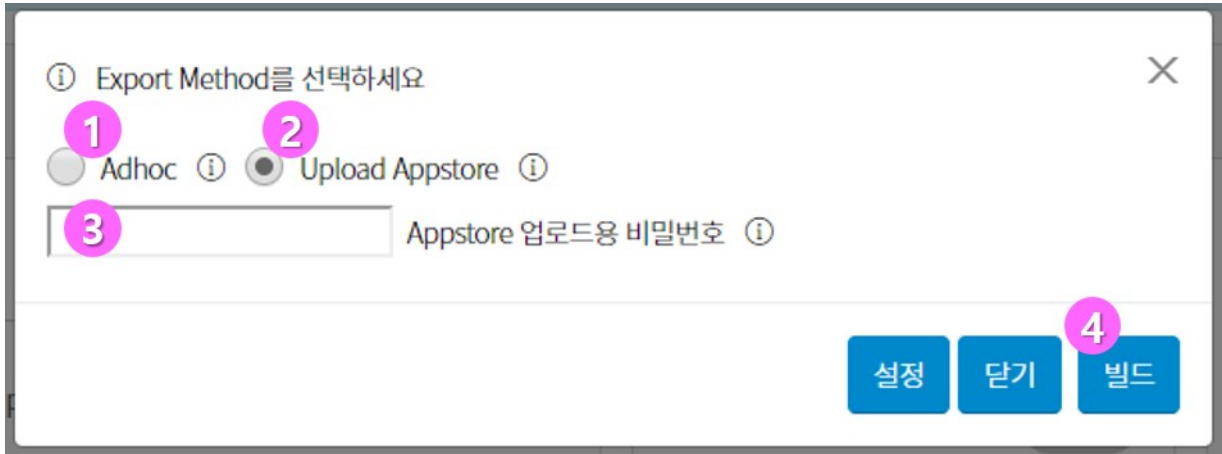 ⓘ Export Method를 선택하세요 ×
1 2
Adhoc ⓘ Upload Appstore ⓘ
3 Appstore 업로드용 비밀번호 ⓘ
4
설정 닫기 빌드